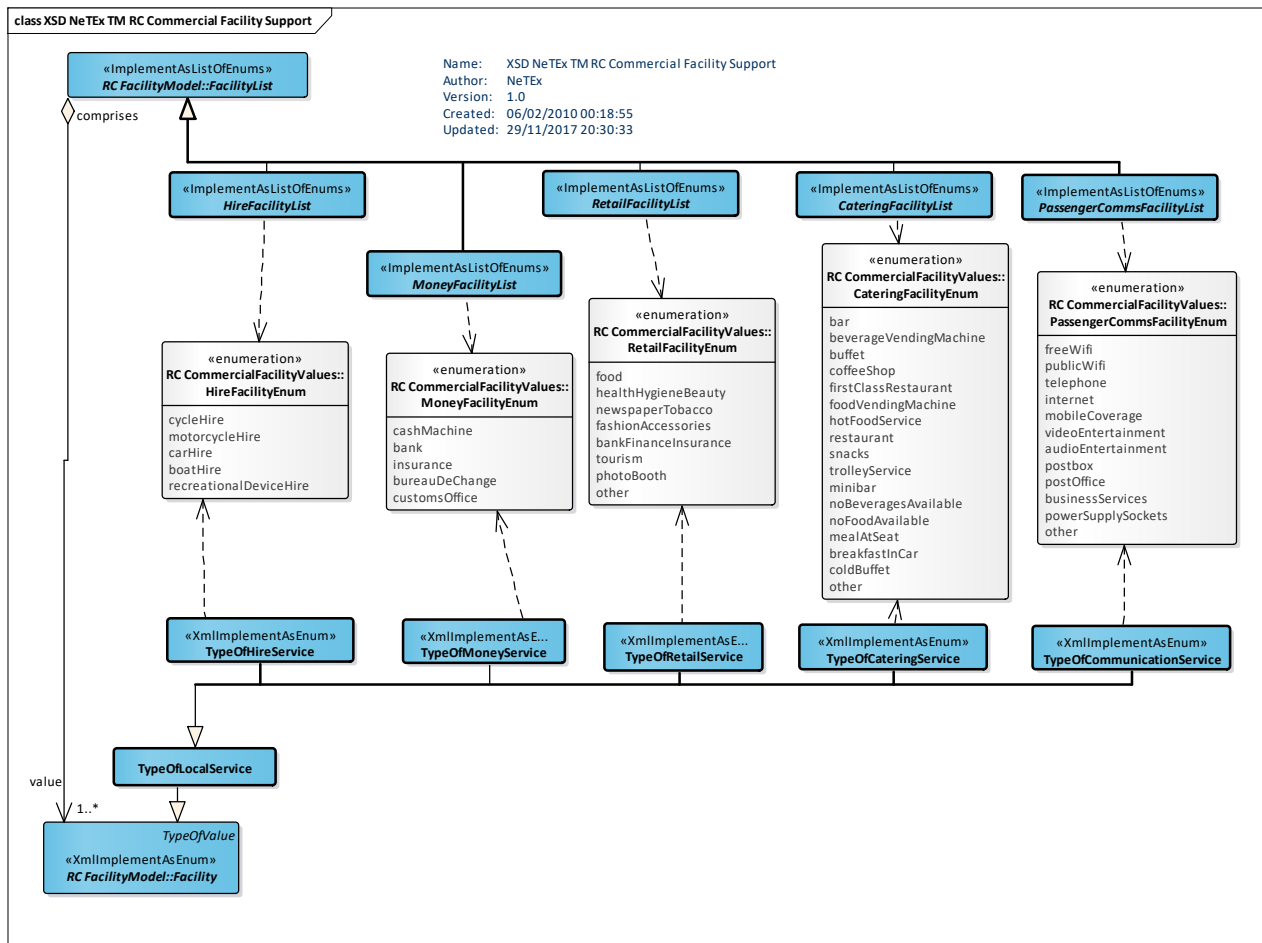 class XSD NeTEx TM RC Commercial Facility Support
«ImplementAsListOfEnums»
RC FacilityModel::FacilityList
comprises
Name: XSD NeTEx TM RC Commercial Facility Support
Author: NeTEx
Version: 1.0
Created: 06/02/2010 00:18:55
Updated: 29/11/2017 20:30:33
«ImplementAsListOfEnums»
HireFacilityList
«ImplementAsListOfEnums»
MoneyFacilityList
«ImplementAsListOfEnums»
RetailFacilityList
«ImplementAsListOfEnums»
CateringFacilityList
«ImplementAsListOfEnums»
PassengerCommsFacilityList
«enumeration»
RC CommercialFacilityValues::
HireFacilityEnum
cycleHire
motorcycleHire
carHire
boatHire
recreationalDeviceHire
«enumeration»
RC CommercialFacilityValues::
MoneyFacilityEnum
cashMachine
bank
insurance
bureauDeChange
customsOffice
«enumeration»
RC CommercialFacilityValues::
RetailFacilityEnum
food
healthHygieneBeauty
newspaperTobacco
fashionAccessories
bankFinanceInsurance
tourism
photoBooth
other
«enumeration»
RC CommercialFacilityValues::
CateringFacilityEnum
bar
beverageVendingMachine
buffet
coffeeShop
firstClassRestaurant
foodVendingMachine
hotFoodService
restaurant
snacks
trolleyService
minibar
noBeveragesAvailable
noFoodAvailable
mealAtSeat
breakfastInCar
coldBuffet
other
«enumeration»
RC CommercialFacilityValues::
PassengerCommsFacilityEnum
freeWifi
publicWifi
telephone
internet
mobileCoverage
videoEntertainment
audioEntertainment
postbox
postOffice
businessServices
powerSupplySockets
other
«XmlImplementAsEnum»
TypeOfHireService
«XmlImplementAsE...
TypeOfMoneyService
«XmlImplementAsE...
TypeOfRetailService
«XmlImplementAsEnum»
TypeOfCateringService
«XmlImplementAsEnum»
TypeOfCommunicationService
TypeOfLocalService
value
1..*
TypeOfValue
«XmlImplementAsEnum»
RC FacilityModel::Facility